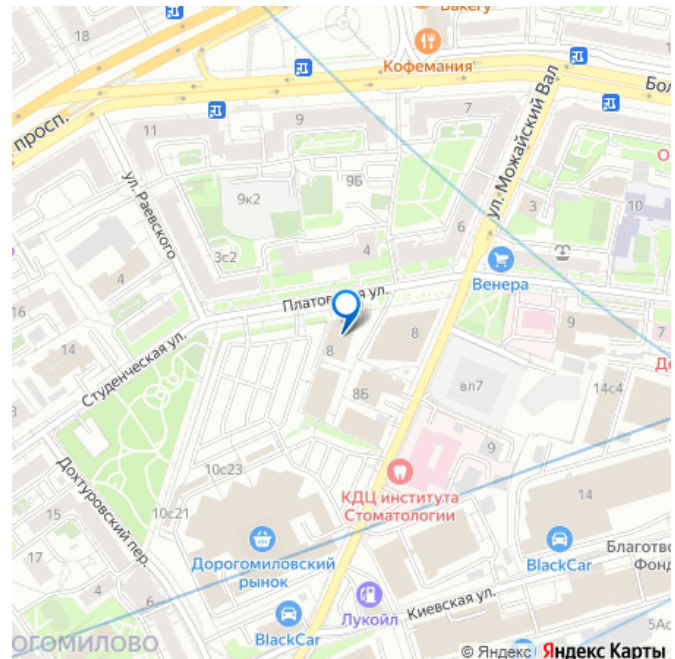 18
Bakery
Кофемания
просп.
11
9
7
Бол
ул. Можайский Вал
ул. Раевского
9к2
9Б
3с2
4
6
3
10
О
Венера
4
Платовская ул.
16
14
8
8
9
7
Студенческая ул.
8Б
вл7
14с4
10с23
9
КДЦ института
Стоматологии
14
10с21
Дохтуровский пер.
15
17
Дорогомиловский
рынок
BlackCar
Благотв
Фонд
4
6
Лукойл
Киевская ул.
BlackCar
5Ас
ОГОМИЛОВО
© Яндекс Яндекс Карты